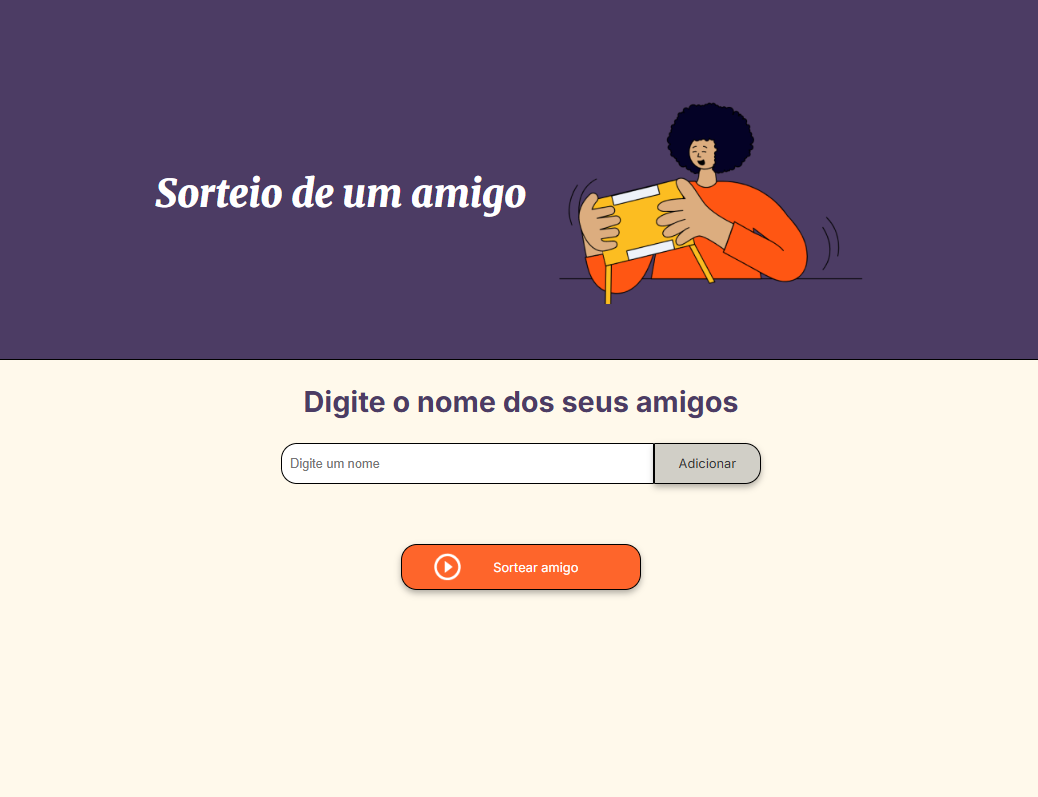 Sorteio de um amigo
Digite o nome dos seus amigos
Digite um nome
Adicionar
Sortear amigo